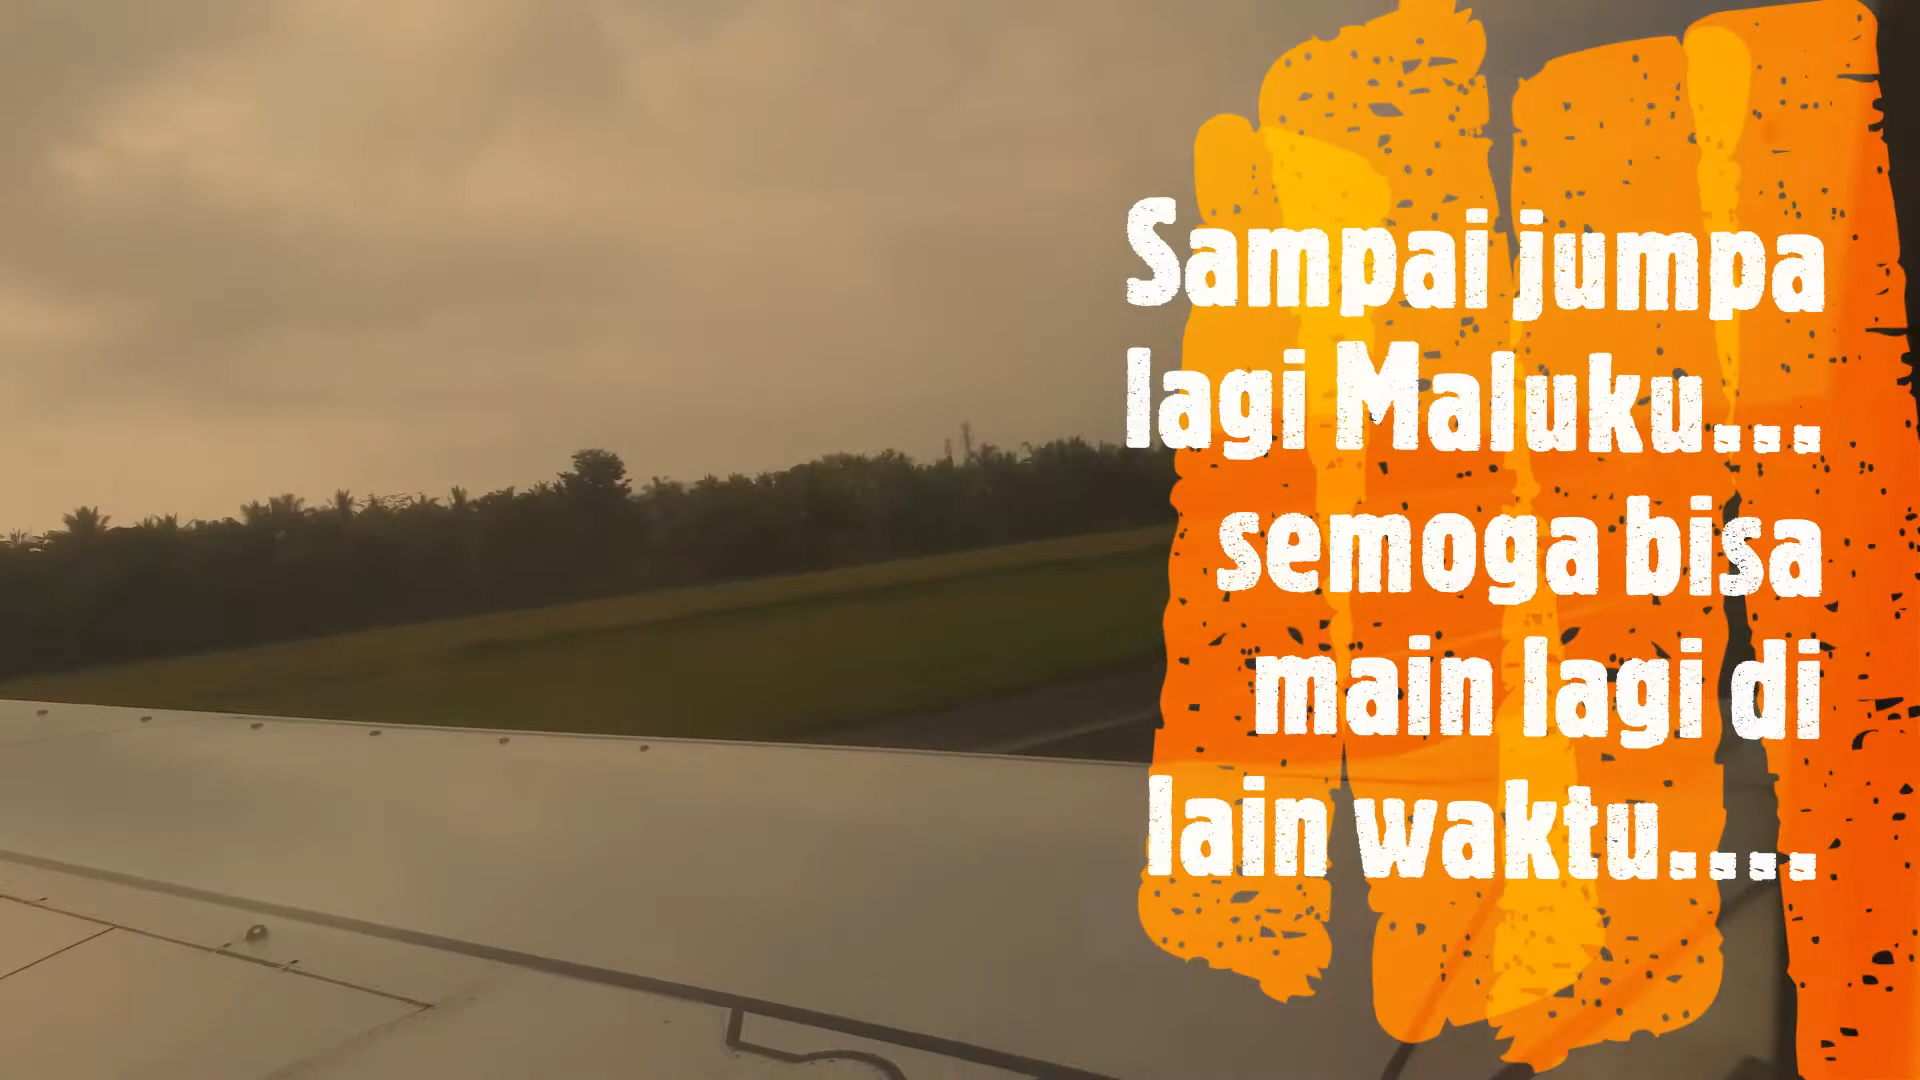 Sampai jumpa
lagi Maluku...
semoga bisa
main lagi di
lain waktu....